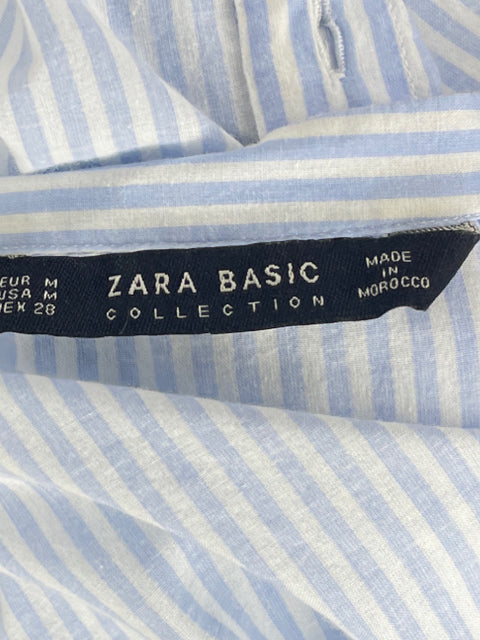 EUR M
USA M
MEX 28
ZARA BASIC
COLLECTION
MADE
IN
MOROCCO